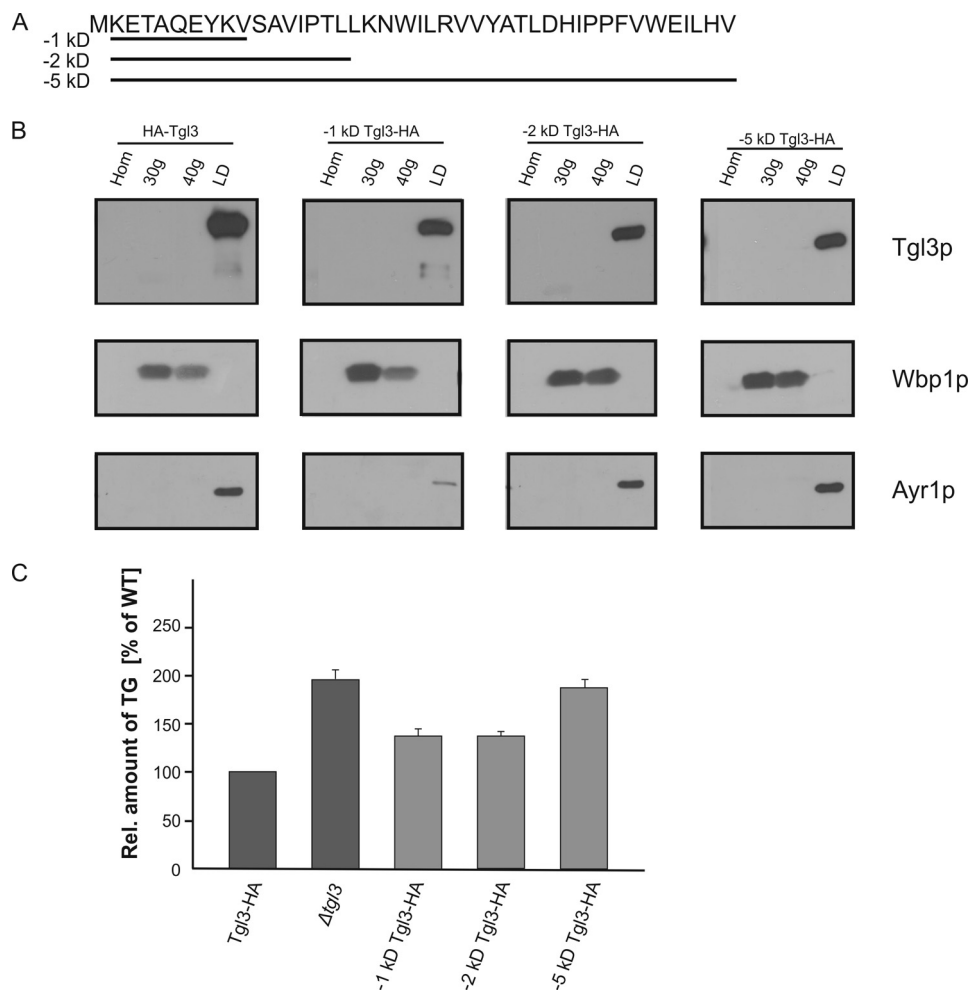 A
MKETAQEYKVSAVIPTLLKNWILRVVYATLDHIPPFVWEILHV
-1 kD
-2 kD
-5 kD
B
HA-Tgl3 -1 kD Tgl3-HA -2 kD Tgl3-HA -5 kD Tgl3-HA
Hom 30g 40g LD Hom 30g 40g LD Hom 30g 40g LD Hom 30g 40g LD
Tgl3p
Wbp1p
Ayr1p
C
Rel. amount of TG [% of WT]
250
200
150
100
50
0
Tgl3-HA
Δtgl3
-1 kD Tgl3-HA
-2 kD Tgl3-HA
-5 kD Tgl3-HA